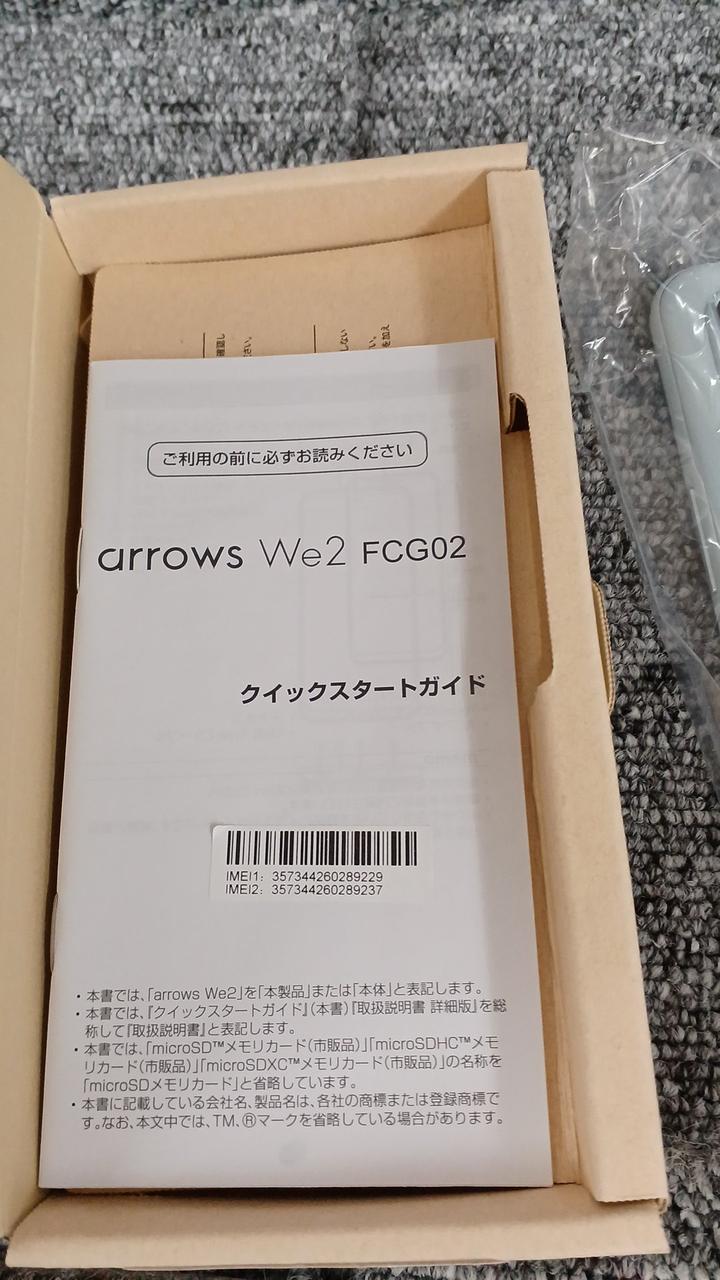 確認し
さい。
しない
い。
を加え
ご利用の前に必ずお読みください
arrows We2 FCG02
クイックスタートガイド
IMEI1: 357344260289229
IMEI2: 357344260289237
・本書では、「arrows We2」を「本製品」または「本体」と表記します。
・本書では、『クイックスタートガイド』（本書）『取扱説明書 詳細版』を総
称して『取扱説明書』と表記します。
・本書では、「microSD™メモリカード（市販品）」「microSDHC™メモ
リカード（市販品）」「microSDXC™メモリカード（市販品）」の名称を
「microSDメモリカード」と省略しています。
・本書に記載している会社名、製品名は、各社の商標または登録商標で
す。なお、本文中では、TM、®マークを省略している場合があります。